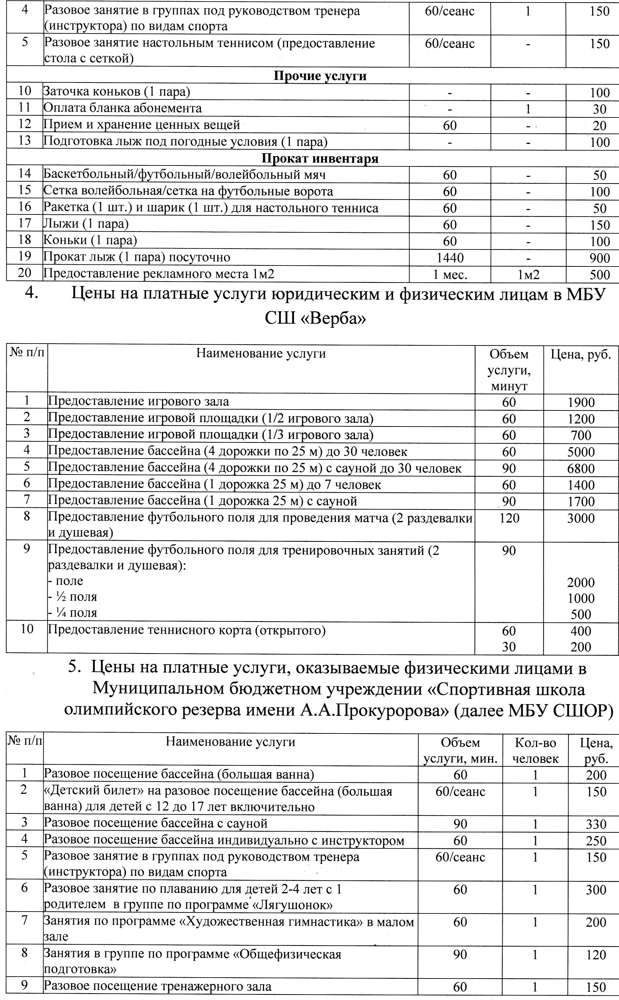 4 Разовое занятие в группах под руководством тренера 60/сеанс 1 150
(инструктора) по видам спорта
5 Разовое занятие настольным теннисом (предоставление 60/сеанс - 150
стола с сеткой)
Прочие услуги
10 Заточка коньков (1 пара) - - 100
11 Оплата бланка абонемента - 1 30
12 Прием и хранение ценных вещей 60 - 20
13 Подготовка лыж под погодные условия (1 пара) - - 100
Прокат инвентаря
14 Баскетбольный/футбольный/волейбольный мяч 60 - 50
15 Сетка волейбольная/сетка на футбольные ворота 60 - 100
16 Ракетка (1 шт.) и шарик (1 шт.) для настольного тенниса 60 - 50
17 Лыжи (1 пара) 60 - 150
18 Коньки (1 пара) 60 - 100
19 Прокат лыж (1 пара) посуточно 1440 - 900
20 Предоставление рекламного места 1м2 1 мес. 1м2 500
4. Цены на платные услуги юридическим и физическим лицам в МБУ
СШ «Верба»
№ п/п Наименование услуги Объем Цена, руб.
услуги,
минут
1 Предоставление игрового зала 60 1900
2 Предоставление игровой площадки (1/2 игрового зала) 60 1200
3 Предоставление игровой площадки (1/3 игрового зала) 60 700
4 Предоставление бассейна (4 дорожки по 25 м) до 30 человек 60 5000
5 Предоставление бассейна (4 дорожки по 25 м) с сауной до 30 человек 90 6800
6 Предоставление бассейна (1 дорожка 25 м) до 7 человек 60 1400
7 Предоставление бассейна (1 дорожка 25 м) с сауной 90 1700
8 Предоставление футбольного поля для проведения матча (2 раздевалки 120 3000
и душевая)
9 Предоставление футбольного поля для тренировочных занятий (2 90
раздевалки и душевая):
- поле 2000
- ½ поля 1000
- ¼ поля 500
10 Предоставление теннисного корта (открытого) 60 400
30 200
5. Цены на платные услуги, оказываемые физическими лицами в
Муниципальном бюджетном учреждении «Спортивная школа
олимпийского резерва имени А.А.Прокуророва» (далее МБУ СШОР)
№ п/п Наименование услуги Объем Кол-во Цена,
услуги, мин. человек руб.
1 Разовое посещение бассейна (большая ванна) 60 1 200
2 «Детский билет» на разовое посещение бассейна (большая 60/сеанс 1 150
ванна) для детей с 12 до 17 лет включительно
3 Разовое посещение бассейна с сауной 90 1 330
4 Разовое посещение бассейна индивидуально с инструктором 60 1 250
5 Разовое занятие в группах под руководством тренера 60/сеанс 1 150
(инструктора) по видам спорта
6 Разовое занятие по плаванию для детей 2-4 лет с 1 60 1 300
родителем в группе по программе «Лягушонок»
7 Занятия по программе «Художественная гимнастика» в малом 60 1 200
зале
8 Занятия в группе по программе «Общефизическая 90 1 120
подготовка»
9 Разовое посещение тренажерного зала 60 1 150